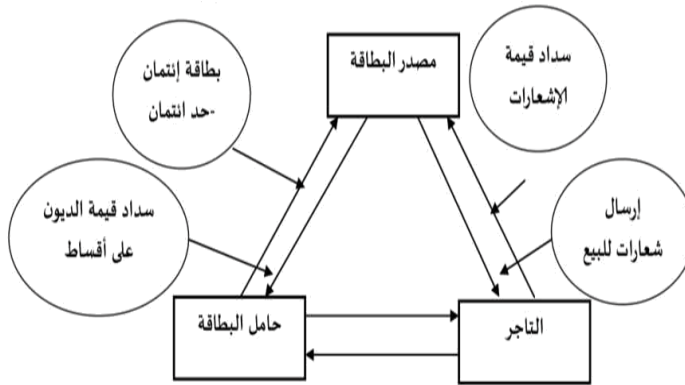 مصدر البطاقة
سداد قيمة
الإشعارات
بطاقة إئتمان
-حد انتمان
سداد قيمة الديون
على أقساط
إرسال
شعارات للبيع
حامل البطاقة
التاجر